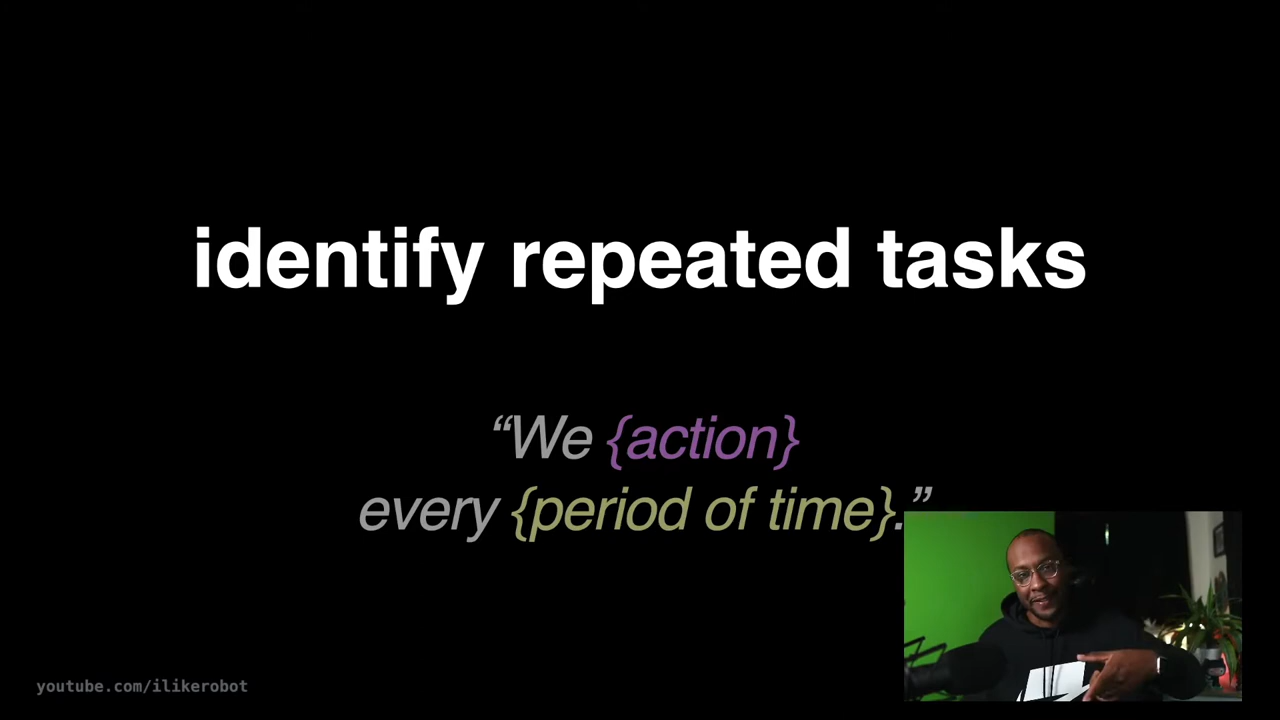 identify repeated tasks
“We {action}
every {period of time}.”
youtube.com/ilikerobot